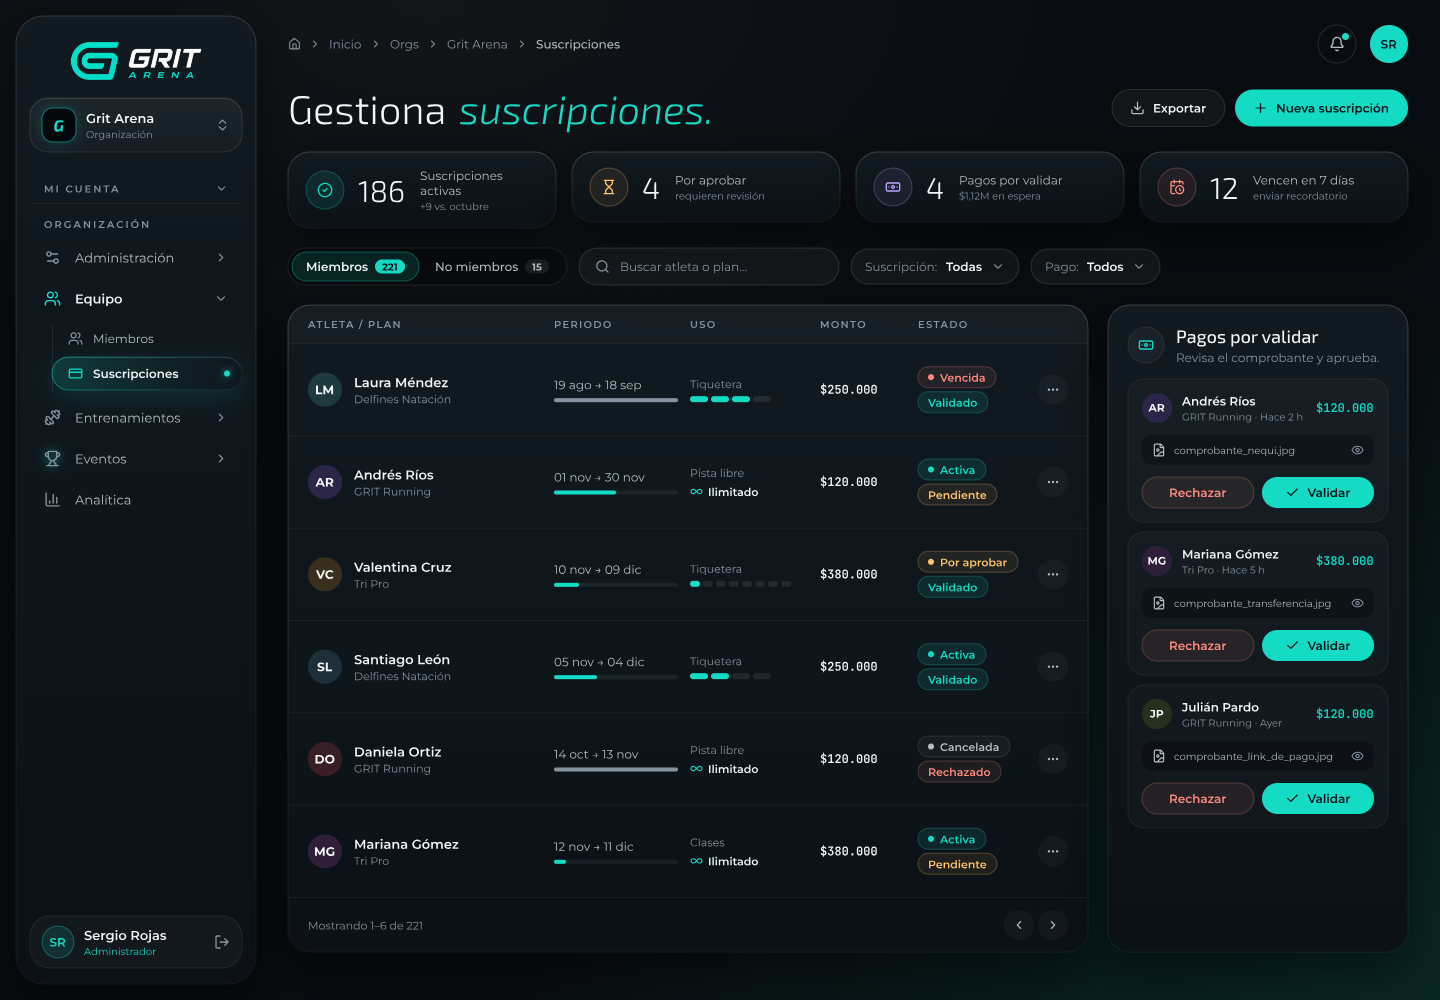 GRIT
ARENA
G
Grit Arena
Organización
MI CUENTA
ORGANIZACIÓN
Administración
Equipo
Miembros
Suscripciones
Entrenamientos
Eventos
Analítica
SR
Sergio Rojas
Administrador
Inicio
Orgs
Grit Arena
Suscripciones
SR
Gestiona suscripciones.
Exportar
Nueva suscripción
186
Suscripciones
activas
+9 vs. octubre
4
Por aprobar
requieren revisión
4
Pagos por validar
$1,12M en espera
12
Vencen en 7 días
enviar recordatorio
Miembros 221
No miembros 15
Buscar atleta o plan...
Suscripción: Todas
Pago: Todos
ATLETA / PLAN PERIODO USO MONTO ESTADO
LM
Laura Méndez
Delfines Natación
19 ago → 18 sep
Tiquetera
$250.000
Vencida
Validado
AR
Andrés Ríos
GRIT Running
01 nov → 30 nov
Pista libre
∞ Ilimitado
$120.000
Activa
Pendiente
VC
Valentina Cruz
Tri Pro
10 nov → 09 dic
Tiquetera
$380.000
Por aprobar
Validado
SL
Santiago León
Delfines Natación
05 nov → 04 dic
Tiquetera
$250.000
Activa
Validado
DO
Daniela Ortiz
GRIT Running
14 oct → 13 nov
Pista libre
∞ Ilimitado
$120.000
Cancelada
Rechazado
MG
Mariana Gómez
Tri Pro
12 nov → 11 dic
Clases
∞ Ilimitado
$380.000
Activa
Pendiente
Mostrando 1–6 de 221
Pagos por validar
Revisa el comprobante y aprueba.
AR
Andrés Ríos
GRIT Running · Hace 2 h
$120.000
comprobante_nequi.jpg
Rechazar
Validar
MG
Mariana Gómez
Tri Pro · Hace 5 h
$380.000
comprobante_transferencia.jpg
Rechazar
Validar
JP
Julián Pardo
GRIT Running · Ayer
$120.000
comprobante_link_de_pago.jpg
Rechazar
Validar